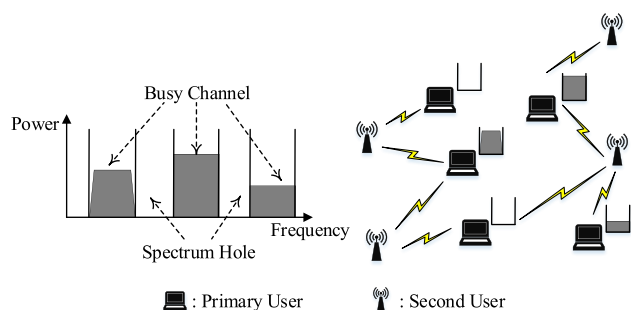 Busy Channel
Power
Frequency
Spectrum Hole
: Primary User
: Second User